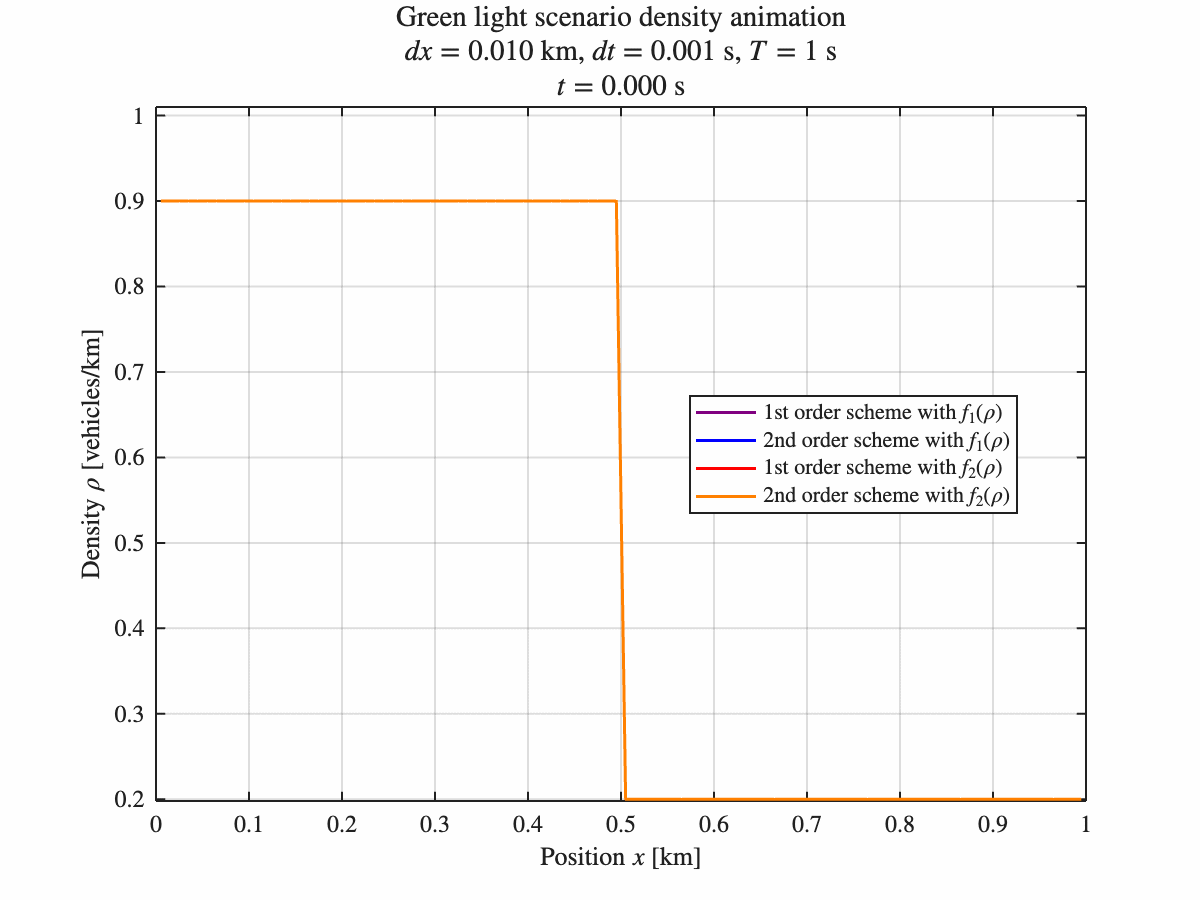 Green light scenario density animation
dx = 0.010 km, dt = 0.001 s, T = 1 s
t = 0.000 s
1
0.9
0.8
0.7
0.6
0.5
0.4
0.3
0.2
Density ρ [vehicles/km]
1st order scheme with f₁(ρ)
2nd order scheme with f₁(ρ)
1st order scheme with f₂(ρ)
2nd order scheme with f₂(ρ)
0 0.1 0.2 0.3 0.4 0.5 0.6 0.7 0.8 0.9 1
Position x [km]